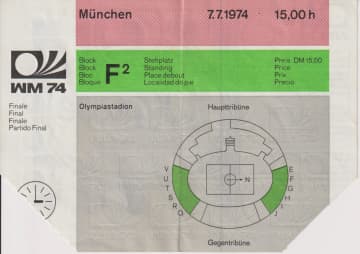 München 7.7.1974 15,00 h
WM 74
Block Stehplatz Preis DM 15,00
Block Standing Price
Bloc Place debout Prix
Bloque Localidad de pie Precio
F²
Finale
Final
Finale
Partido Final
Olympiastadion
Haupttribüne
V E
U F
T G
S H
R I
Q J
N
Gegentribüne